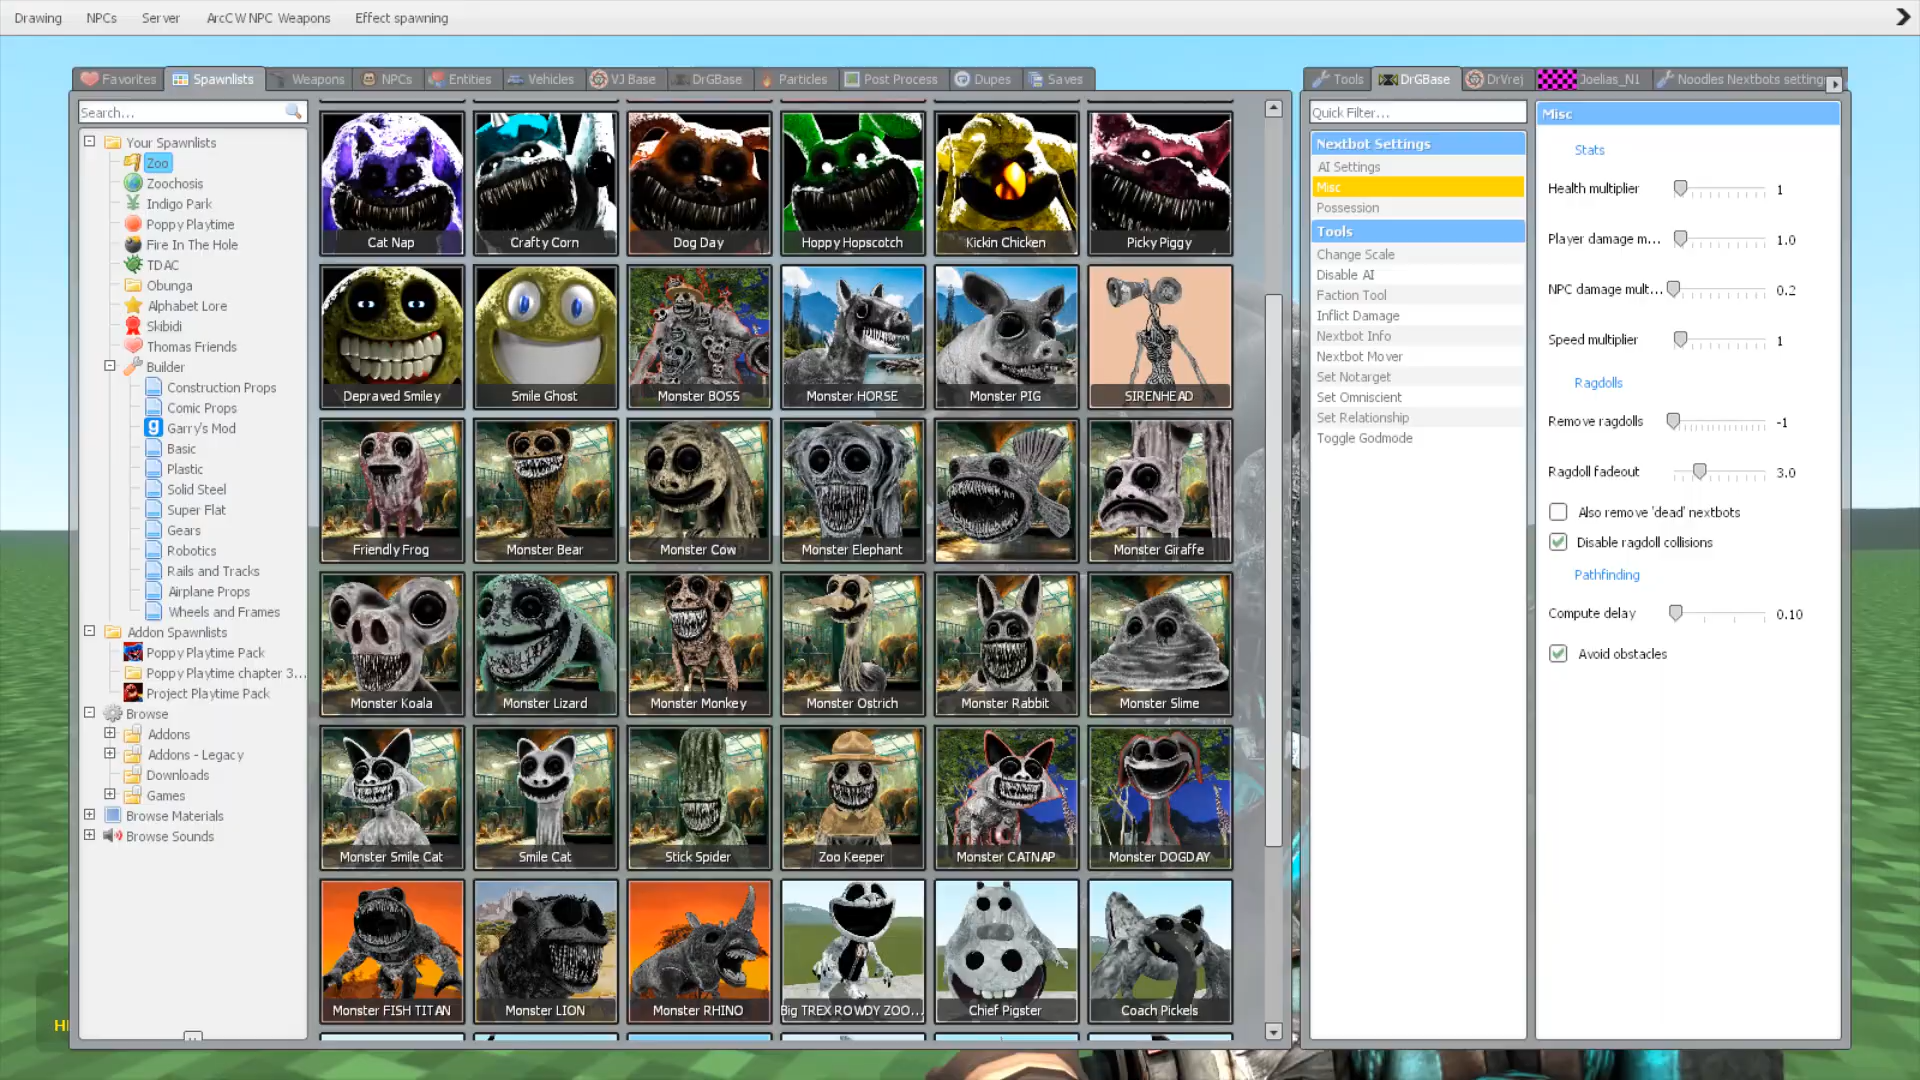 Drawing NPCs Server ArcCW NPC Weapons Effect spawning
Favorites Spawnlists Weapons NPCs Entities Vehicles VJ Base DrGBase Particles Post Process Dupes Saves
Search...
Your Spawnlists
Zoo
Zoochosis
Indigo Park
Poppy Playtime
Fire In The Hole
TDAC
Obunga
Alphabet Lore
Skibidi
Thomas Friends
Builder
Construction Props
Comic Props
Garry's Mod
Basic
Plastic
Solid Steel
Super Flat
Gears
Robotics
Rails and Tracks
Airplane Props
Wheels and Frames
Addon Spawnlists
Poppy Playtime Pack
Poppy Playtime chapter 3...
Project Playtime Pack
Browse
Addons
Addons - Legacy
Downloads
Games
Browse Materials
Browse Sounds
Cat Nap Crafty Corn Dog Day Hoppy Hopscotch Kickin Chicken Picky Piggy
Depraved Smiley Smile Ghost Monster BOSS Monster HORSE Monster PIG SIRENHEAD
Friendly Frog Monster Bear Monster Cow Monster Elephant Monster Giraffe
Monster Koala Monster Lizard Monster Monkey Monster Ostrich Monster Rabbit Monster Slime
Monster Smile Cat Smile Cat Stick Spider Zoo Keeper Monster CATNAP Monster DOGDAY
Monster FISH TITAN Monster LION Monster RHINO Big TREX ROWDY ZOO... Chief Pigster Coach Pickels
Tools DrGBase DrVrej Joelias_N1 Noodles Nextbots setting
Quick Filter...
Nextbot Settings
AI Settings
Misc
Possession
Tools
Change Scale
Disable AI
Faction Tool
Inflict Damage
Nextbot Info
Nextbot Mover
Set Notarget
Set Omniscient
Set Relationship
Toggle Godmode
Misc
Stats
Health multiplier 1
Player damage m... 1.0
NPC damage mult... 0.2
Speed multiplier 1
Ragdolls
Remove ragdolls -1
Ragdoll fadeout 3.0
Also remove 'dead' nextbots
Disable ragdoll collisions
Pathfinding
Compute delay 0.10
Avoid obstacles